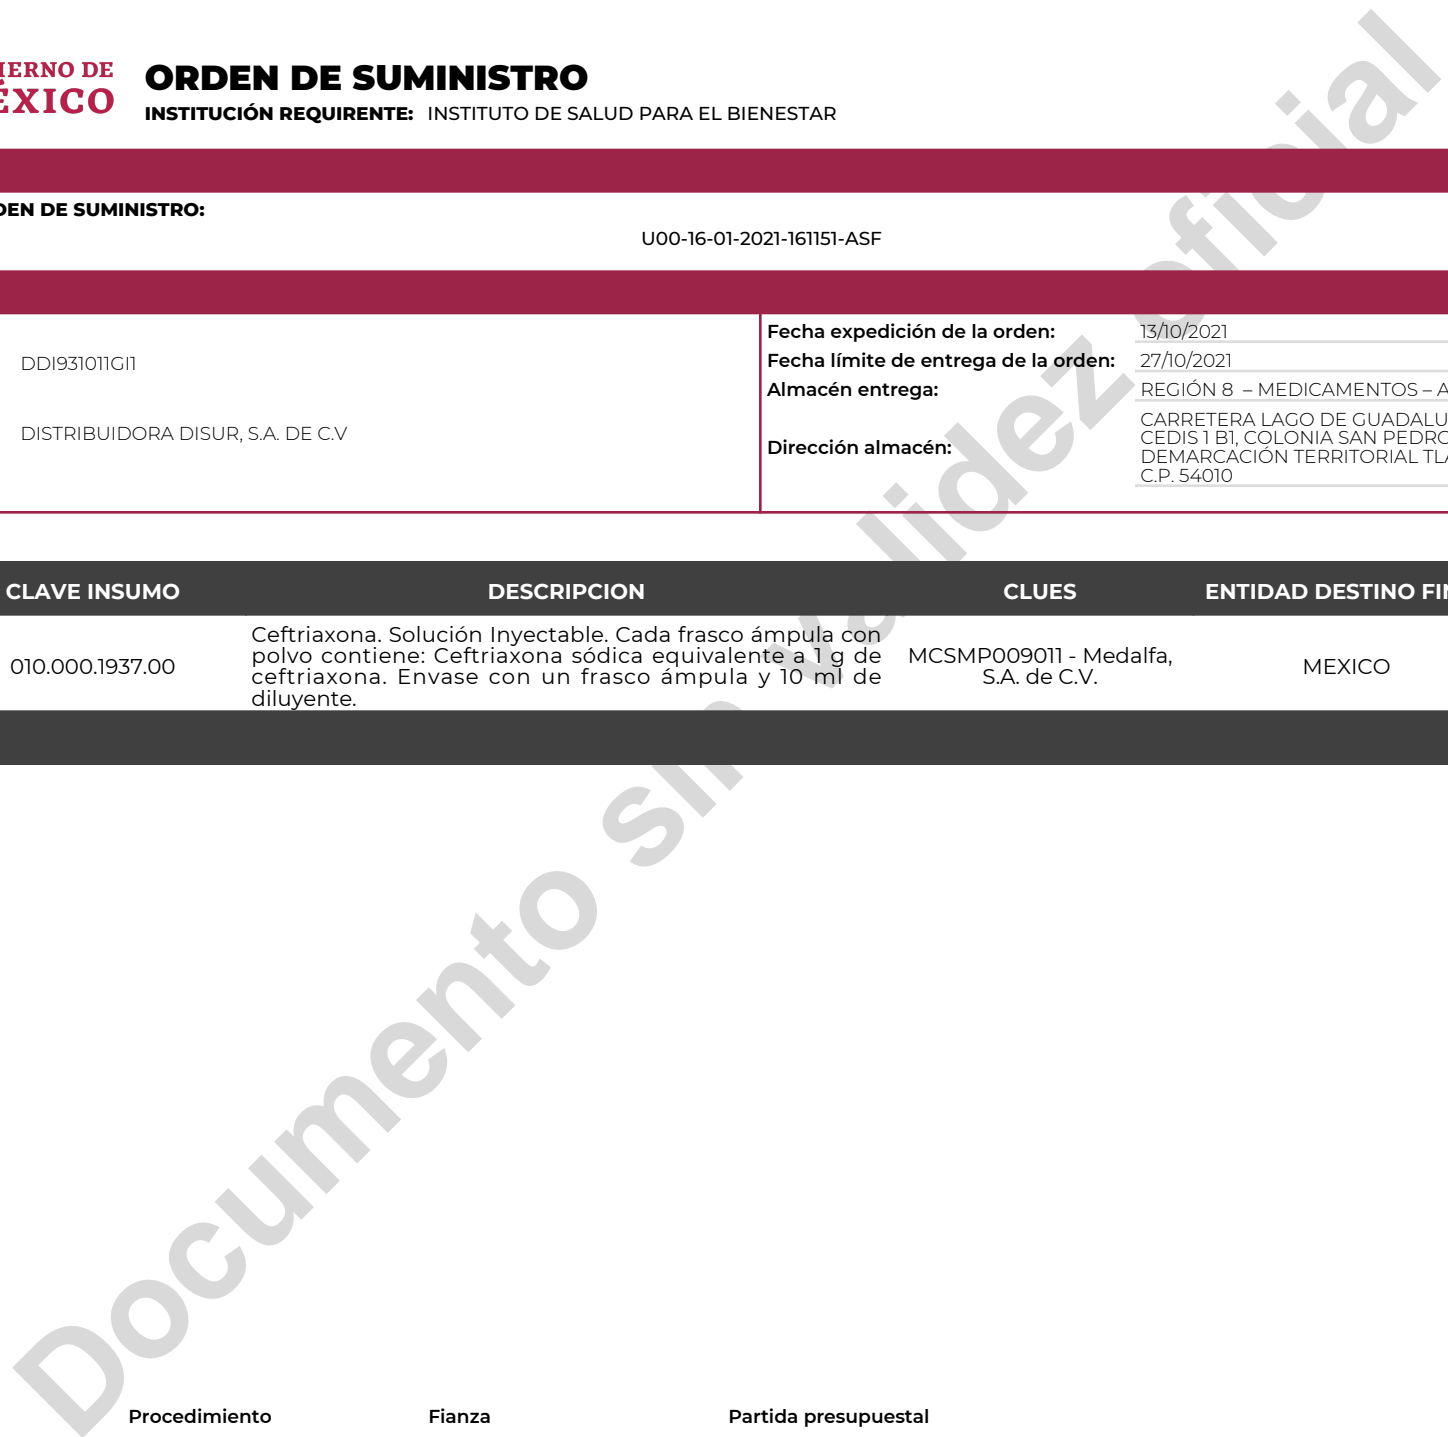 IERNO DE
ÉXICO
ORDEN DE SUMINISTRO
INSTITUCIÓN REQUIRENTE: INSTITUTO DE SALUD PARA EL BIENESTAR
DEN DE SUMINISTRO:
U00-16-01-2021-161151-ASF
DDI931011GI1
DISTRIBUIDORA DISUR, S.A. DE C.V
Fecha expedición de la orden: 13/10/2021
Fecha límite de entrega de la orden: 27/10/2021
Almacén entrega: REGIÓN 8 – MEDICAMENTOS – A
Dirección almacén:
CARRETERA LAGO DE GUADALU
CEDIS 1 B1, COLONIA SAN PEDRO
DEMARCACIÓN TERRITORIAL TLA
C.P. 54010
CLAVE INSUMO DESCRIPCION CLUES ENTIDAD DESTINO FIN
010.000.1937.00
Ceftriaxona. Solución Inyectable. Cada frasco ámpula con
polvo contiene: Ceftriaxona sódica equivalente a 1 g de
ceftriaxona. Envase con un frasco ámpula y 10 ml de
diluyente.
MCSMP009011 - Medalfa,
S.A. de C.V.
MEXICO
Documento sin validez oficial
Procedimiento Fianza Partida presupuestal